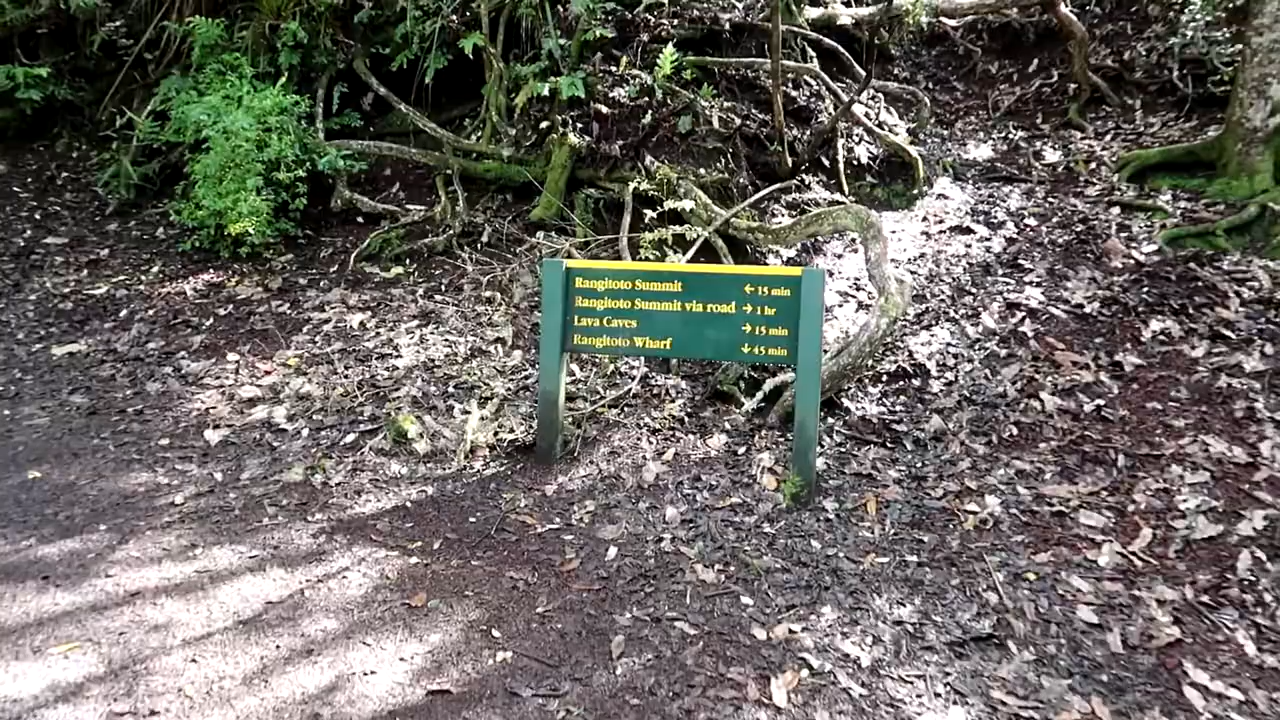 Rangitoto Summit ← 15 min
Rangitoto Summit via road → 1 hr
Lava Caves → 15 min
Rangitoto Wharf ↓ 45 min